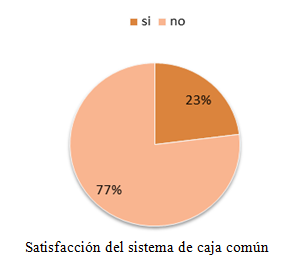 si no
23%
77%
Satisfacción del sistema de caja común